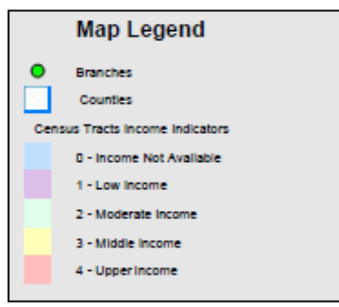 Map Legend
Branches
Counties
Census Tracts Income Indicators
0 - Income Not Available
1 - Low Income
2 - Moderate Income
3 - Middle Income
4 - Upper Income